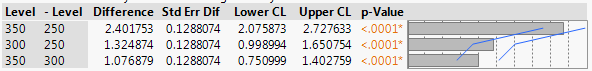 Level - Level Difference Std Err Dif Lower CL Upper CL p-Value
350 250 2.401753 0.1288074 2.075873 2.727633 <.0001*
300 250 1.324874 0.1288074 0.998994 1.650754 <.0001*
350 300 1.076879 0.1288074 0.750999 1.402759 <.0001*